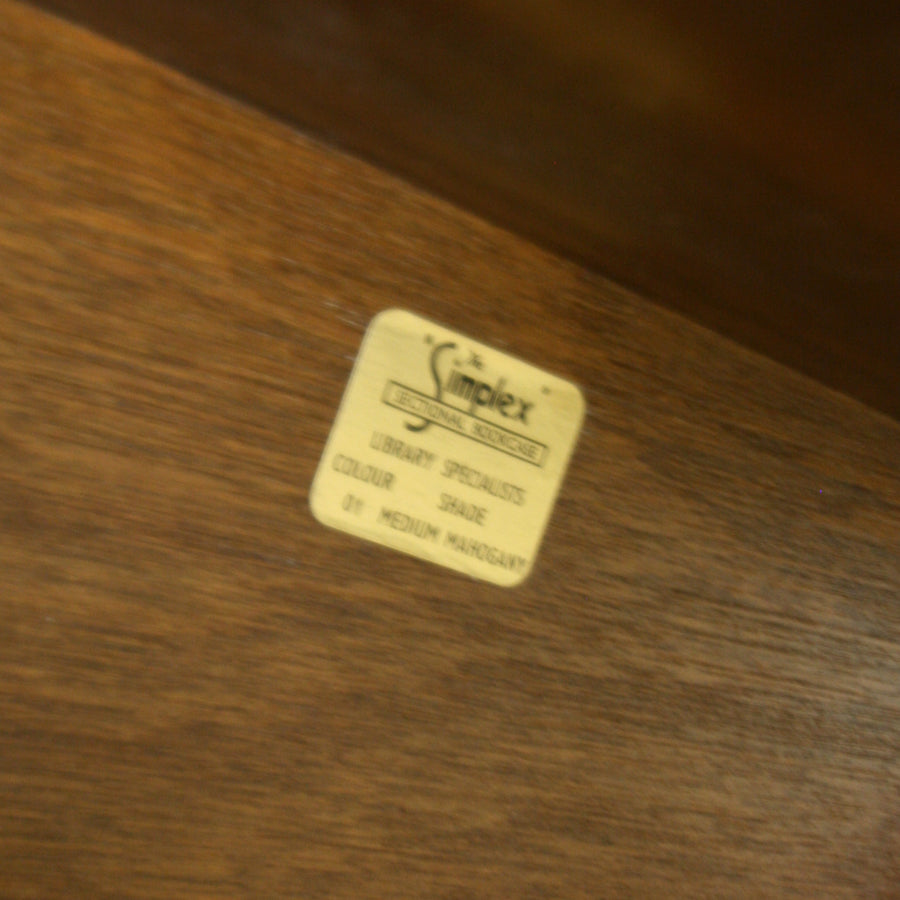 "The
Simplex"
SECTIONAL BOOKCASE
LIBRARY SPECIALISTS
COLOUR SHADE
MEDIUM MAHOGANY